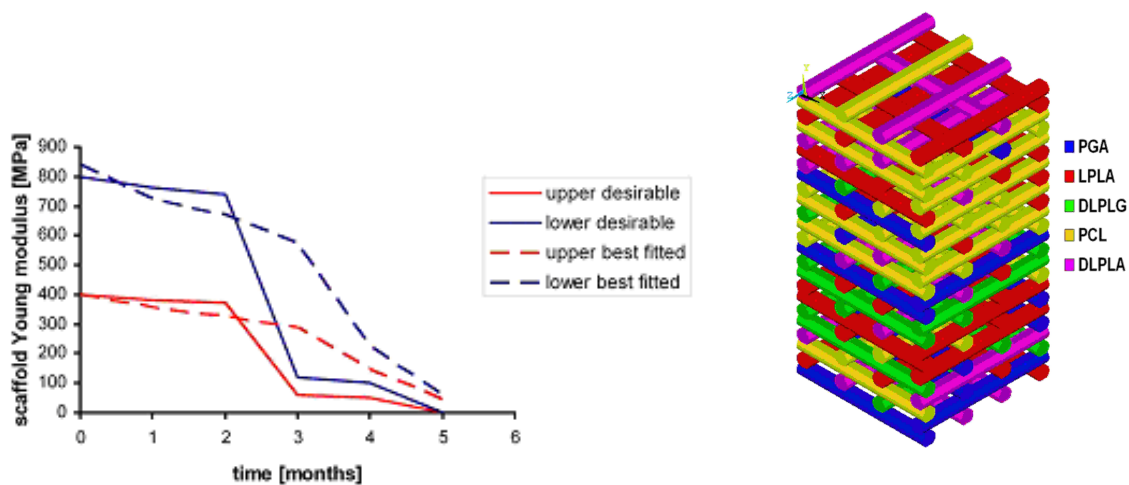 scaffold Young modulus [MPa]
900
800
700
600
500
400
300
200
100
0
0 1 2 3 4 5 6
time [months]
upper desirable
lower desirable
upper best fitted
lower best fitted
Y
Z
PGA
LPLA
DLPLG
PCL
DLPLA